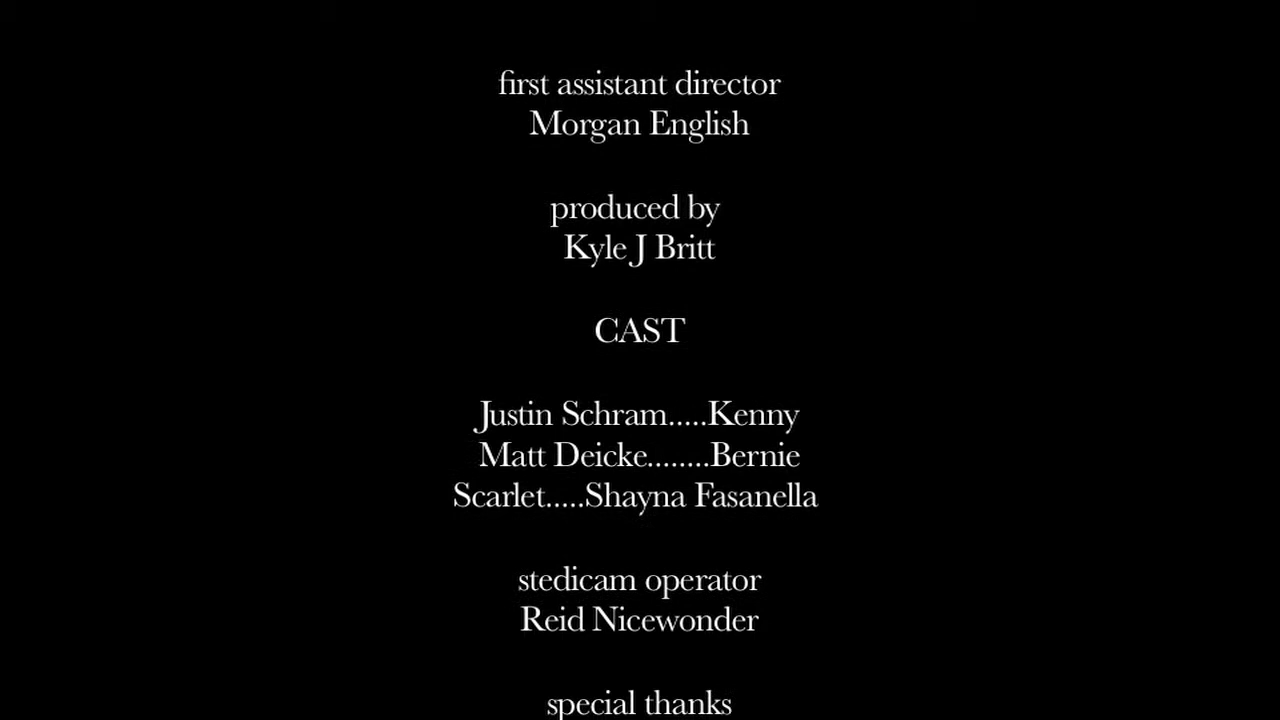 first assistant director
Morgan English
produced by
Kyle J Britt
CAST
Justin Schram.....Kenny
Matt Deicke........Bernie
Scarlet.....Shayna Fasanella
stedicam operator
Reid Nicewonder
special thanks